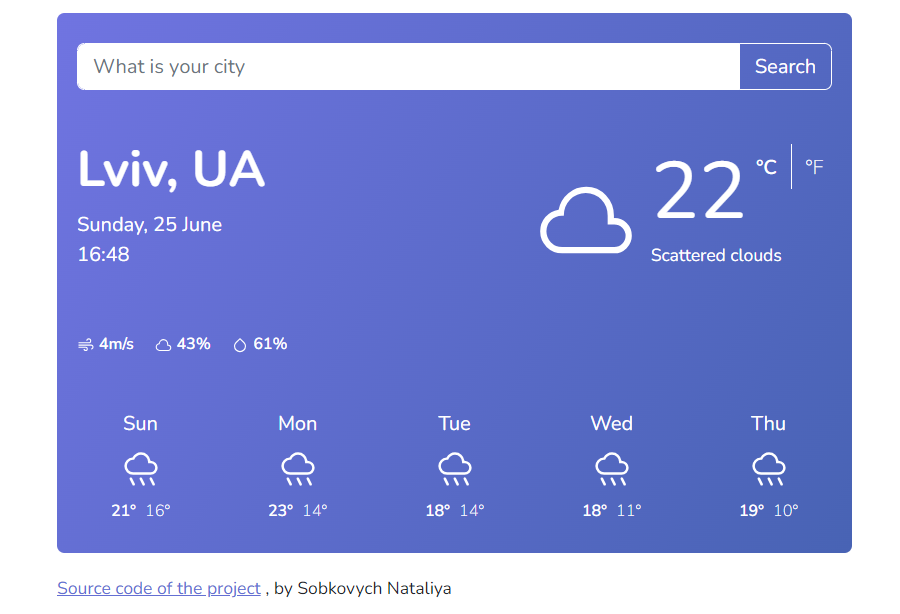 What is your city Search
Lviv, UA
Sunday, 25 June
16:48
22 °C °F
Scattered clouds
4m/s 43% 61%
Sun Mon Tue Wed Thu
21° 16° 23° 14° 18° 14° 18° 11° 19° 10°
Source code of the project , by Sobkovych Nataliya